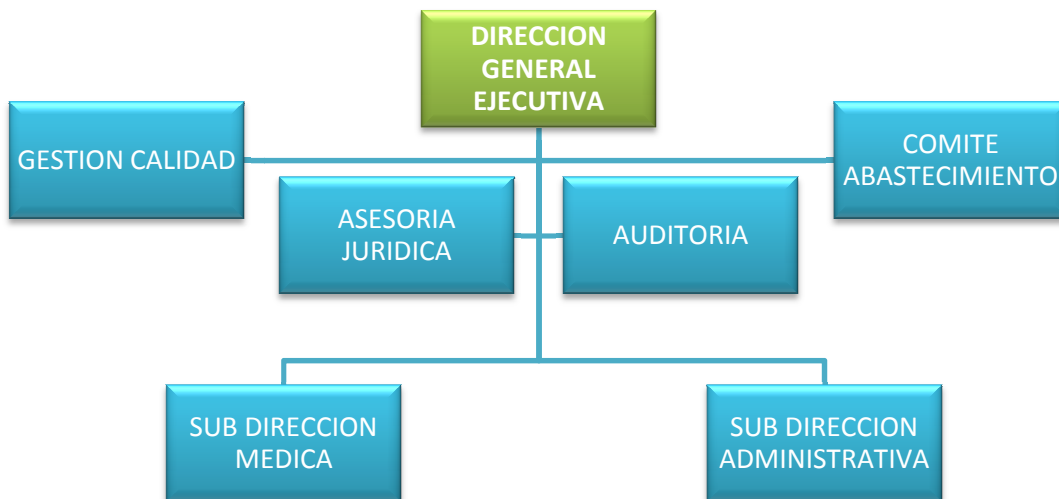 DIRECCION
GENERAL
EJECUTIVA
GESTION CALIDAD
COMITE
ABASTECIMIENTO
ASESORIA
JURIDICA
AUDITORIA
SUB DIRECCION
MEDICA
SUB DIRECCION
ADMINISTRATIVA